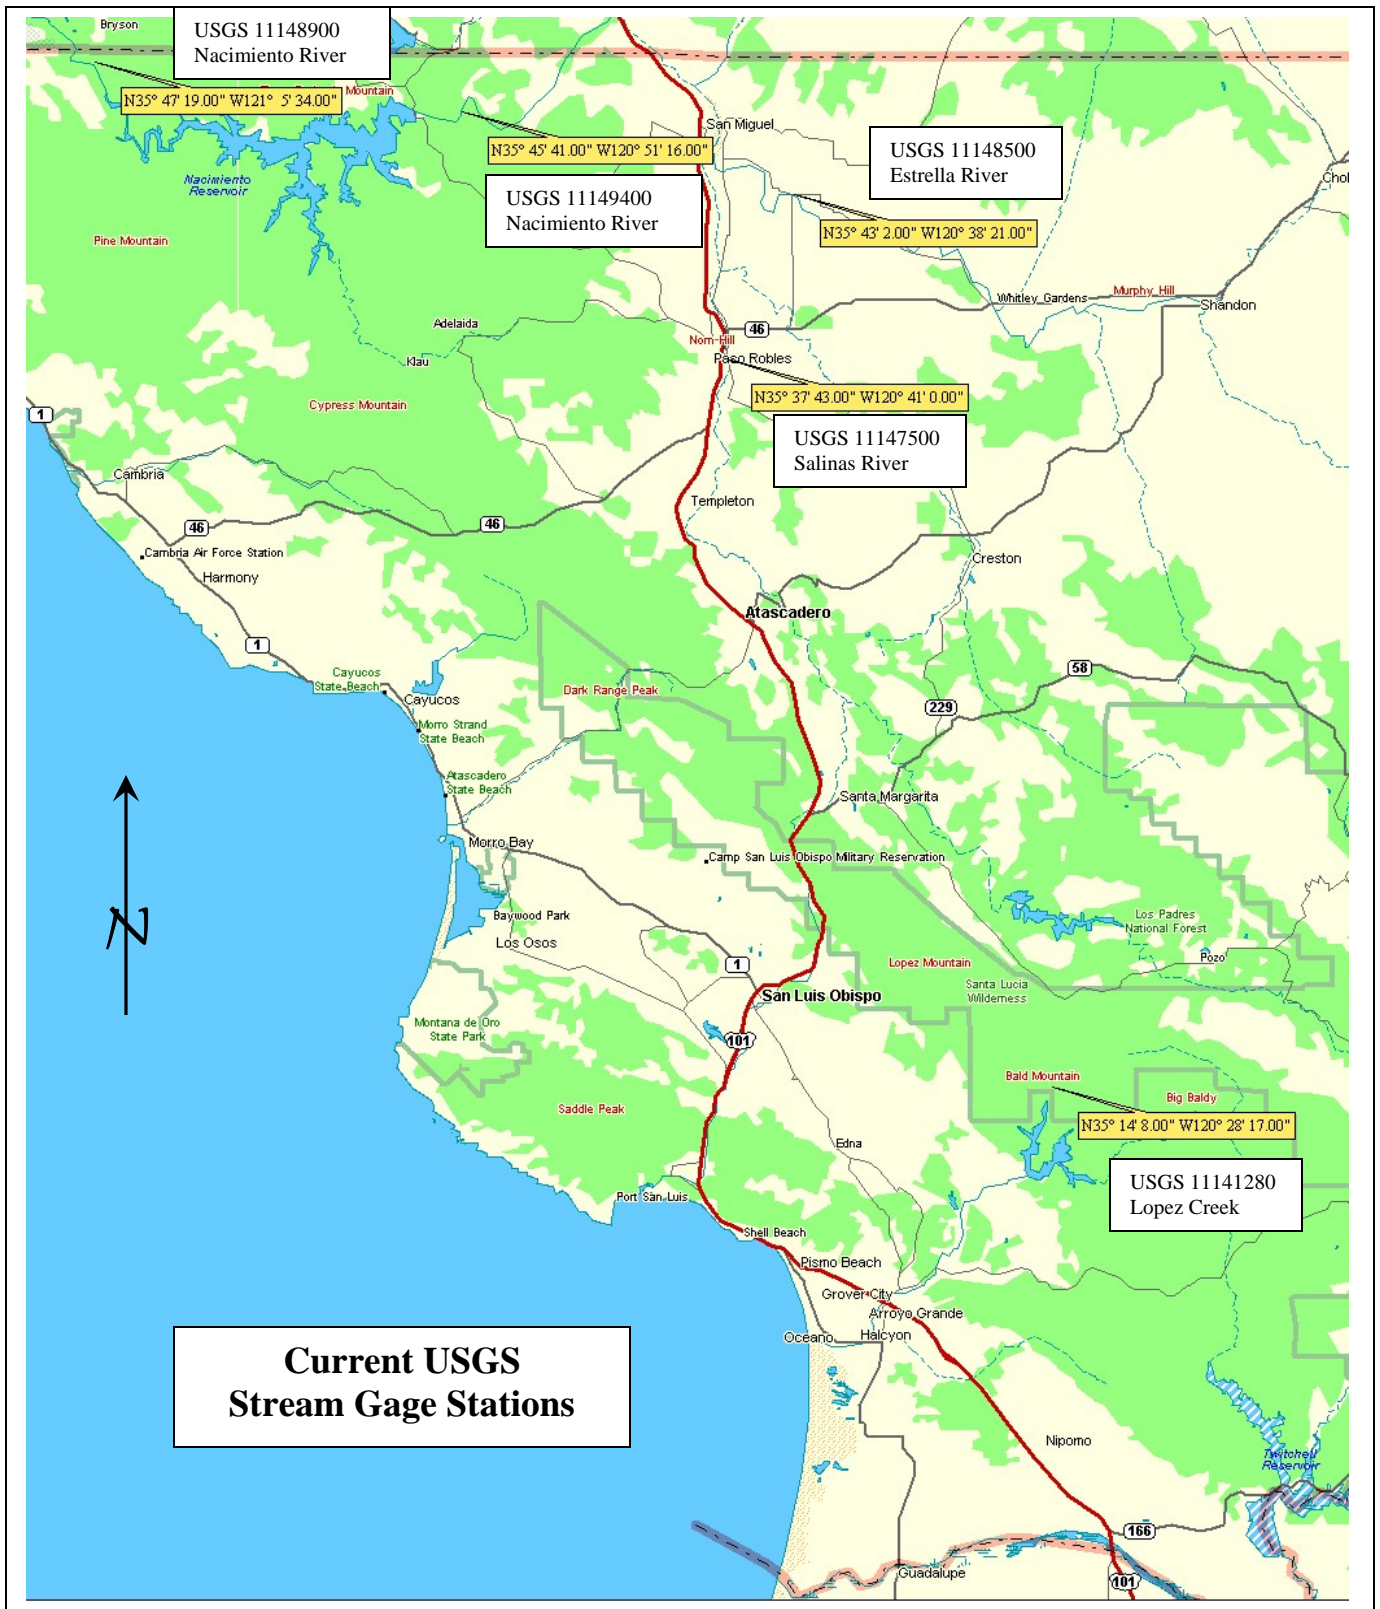 Bryson
USGS 11148900
Nacimiento River
N35° 47' 19.00" W121° 5' 34.00"
Mountain
San Miguel
N35° 45' 41.00" W120° 51' 16.00"
USGS 11148500
Estrella River
Chol
Nacimiento
Reservoir
USGS 11149400
Nacimiento River
N35° 43' 2.00" W120° 38' 21.00"
Pine Mountain
Murphy Hill
Whitley Gardens
Shandon
Adelaida
46
Nom-Hill
Paso Robles
Klau
N35° 37' 43.00" W120° 41' 0.00"
Cypress Mountain
1
USGS 11147500
Salinas River
Cambria
Templeton
46
46
Cambria Air Force Station
Creston
Harmony
Atascadero
1
58
Cayucos
State Beach
Dark Range Peak
Cayucos
229
Morro Strand
State Beach
Atascadero
State Beach
Santa Margarita
Morro Bay
Camp San Luis Obispo Military Reservation
N
Baywood Park
Los Padres
National Forest
Los Osos
Pozo
1
Lopez Mountain
San Luis Obispo
Santa Lucia
Wilderness
Montana de Oro
State Park
101
Bald Mountain
Big Baldy
Saddle Peak
N35° 14' 8.00" W120° 28' 17.00"
Edna
USGS 11141280
Lopez Creek
Port San Luis
Shell Beach
Pismo Beach
Grover City
Arroyo Grande
Oceano
Halcyon
Current USGS
Stream Gage Stations
Nipomo
Twitchell
Reservoir
166
Guadalupe
101